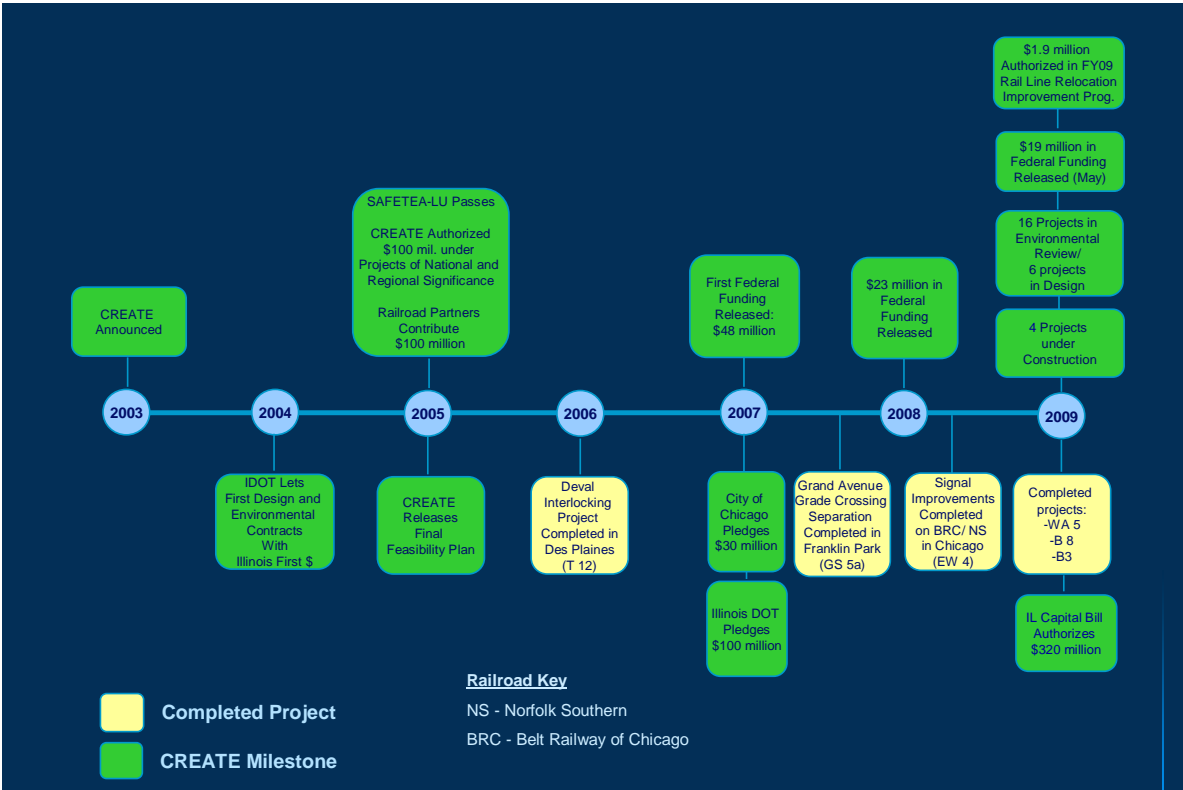 $1.9 million
Authorized in FY09
Rail Line Relocation
Improvement Prog.
$19 million in
Federal Funding
Released (May)
16 Projects in
Environmental
Review/
6 projects
in Design
4 Projects
under
Construction
CREATE
Announced
SAFETEA-LU Passes
CREATE Authorized
$100 mil. under
Projects of National and
Regional Significance
Railroad Partners
Contribute
$100 million
First Federal
Funding
Released:
$48 million
$23 million in
Federal
Funding
Released
2003
2004
2005
2006
2007
2008
2009
IDOT Lets
First Design and
Environmental
Contracts
With
Illinois First $
CREATE
Releases
Final
Feasibility Plan
Deval
Interlocking
Project
Completed in
Des Plaines
(T 12)
City of
Chicago
Pledges
$30 million
Illinois DOT
Pledges
$100 million
Grand Avenue
Grade Crossing
Separation
Completed in
Franklin Park
(GS 5a)
Signal
Improvements
Completed
on BRC/ NS
in Chicago
(EW 4)
Completed
projects:
-WA 5
-B 8
-B3
IL Capital Bill
Authorizes
$320 million
Railroad Key
NS - Norfolk Southern
BRC - Belt Railway of Chicago
Completed Project
CREATE Milestone